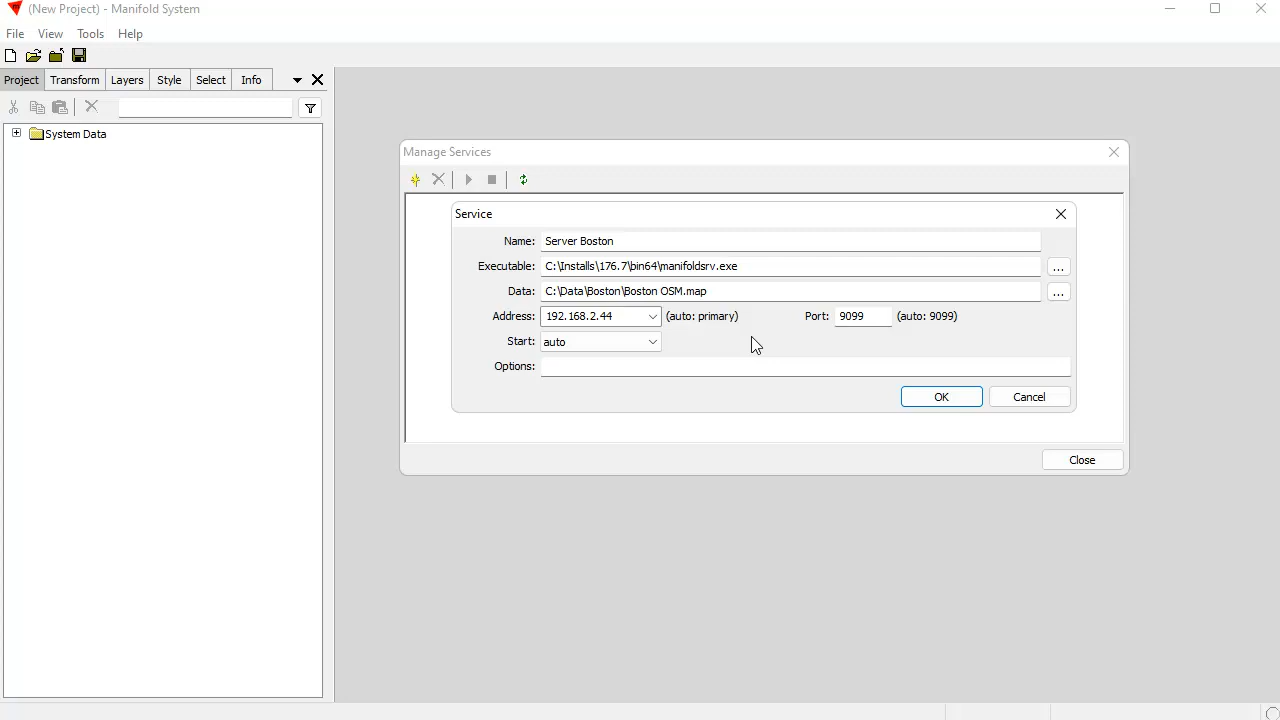 (New Project) - Manifold System
File View Tools Help
Project Transform Layers Style Select Info
System Data
Manage Services
Service
Name: Server Boston
Executable: C:\Installs\176.7\bin64\manifoldsrv.exe ...
Data: C:\Data\Boston\Boston OSM.map ...
Address: 192.168.2.44 (auto: primary) Port: 9099 (auto: 9099)
Start: auto
Options:
OK Cancel
Close